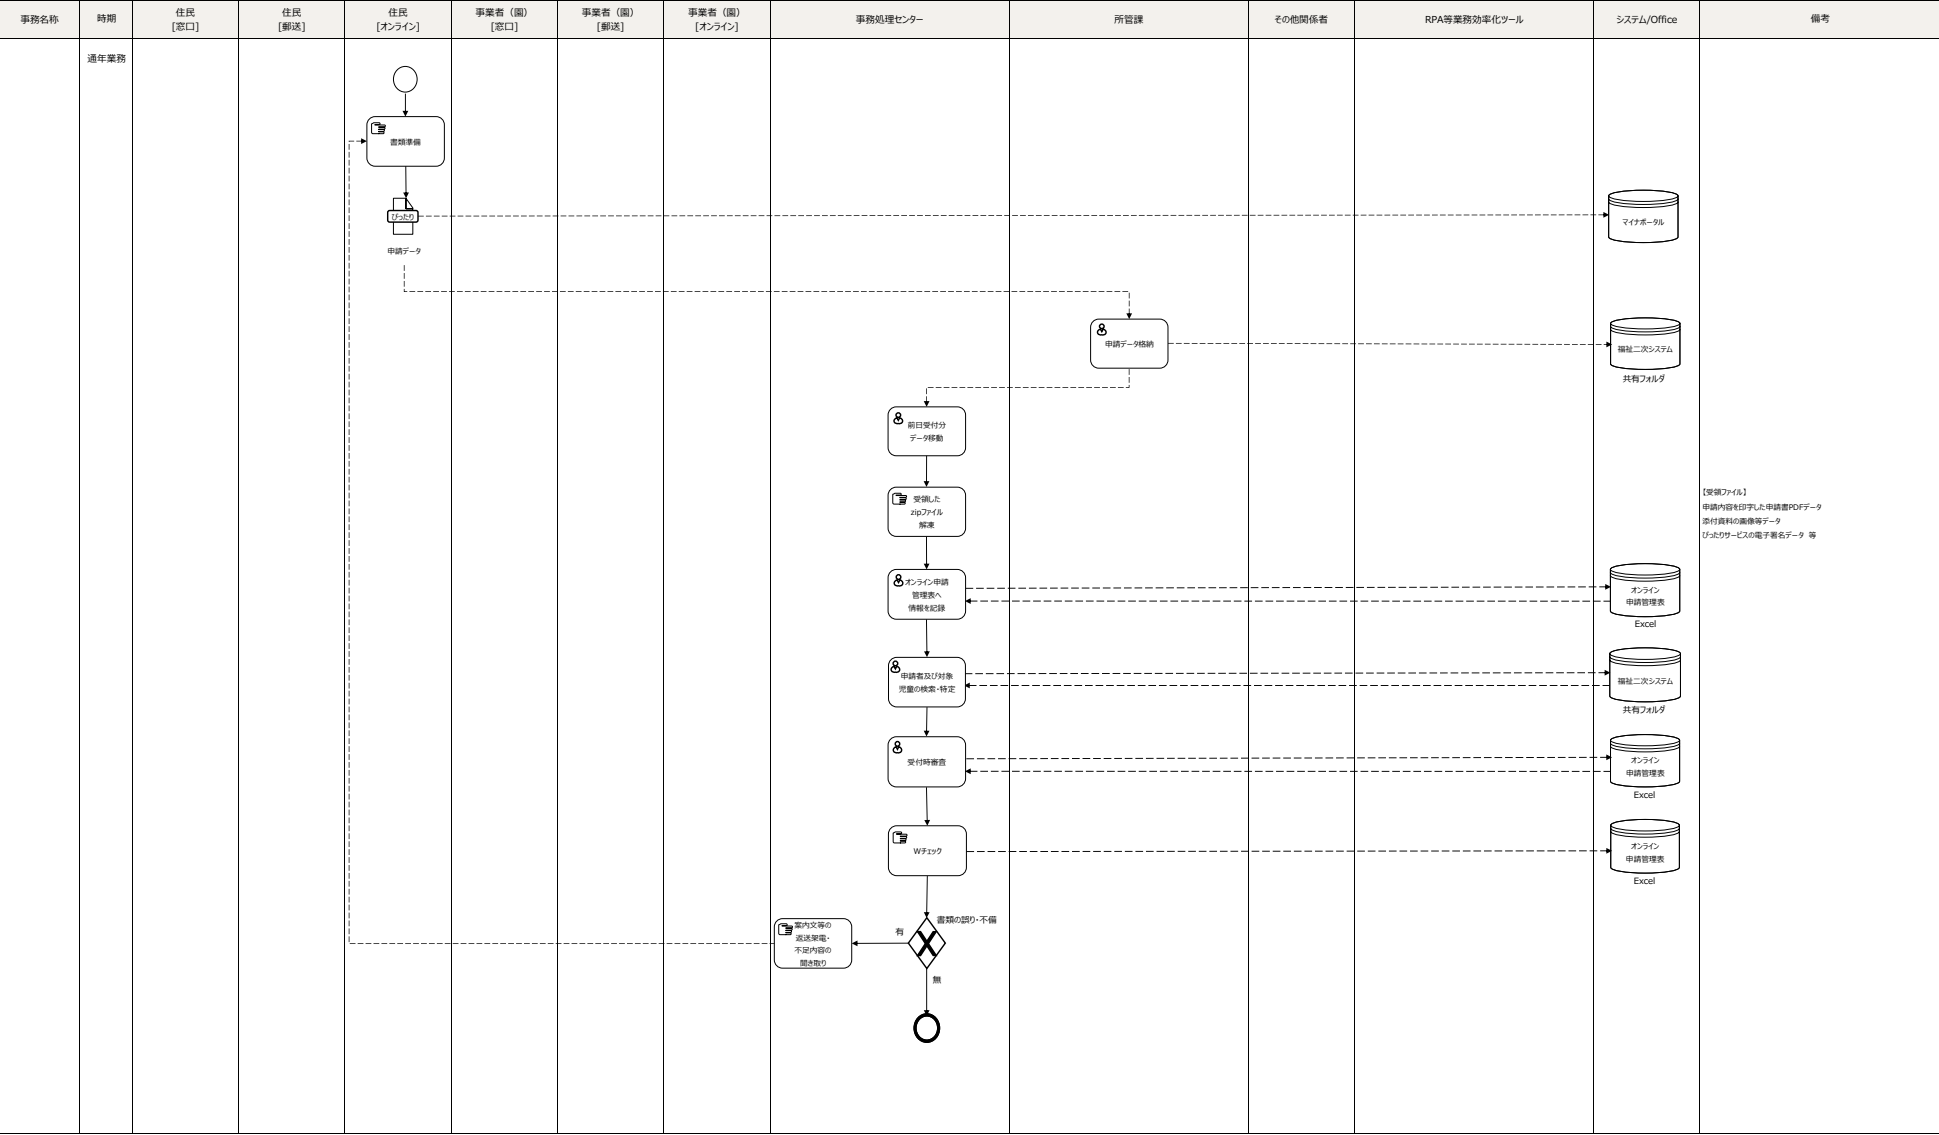 事務名称
時期
住民
[窓口]
住民
[郵送]
住民
[オンライン]
事業者（園）
[窓口]
事業者（園）
[郵送]
事業者（園）
[オンライン]
事務処理センター
所管課
その他関係者
RPA等業務効率化ツール
システム/Office
備考
通年業務
書類準備
ぴったり
申請データ
マイナポータル
申請データ格納
福祉二次システム
共有フォルダ
前日受付分
データ移動
受領した
zipファイル
解凍
【受領ファイル】
申請内容を印字した申請書PDFデータ
添付資料の画像等データ
ぴったりサービスの電子署名データ 等
オンライン申請
管理表へ
情報を記録
オンライン
申請管理表
Excel
申請者及び対象
児童の検索・特定
福祉二次システム
共有フォルダ
受付時審査
オンライン
申請管理表
Excel
Wチェック
オンライン
申請管理表
Excel
書類の誤り・不備
有
案内文等の
返送架電・
不足内容の
聞き取り
無